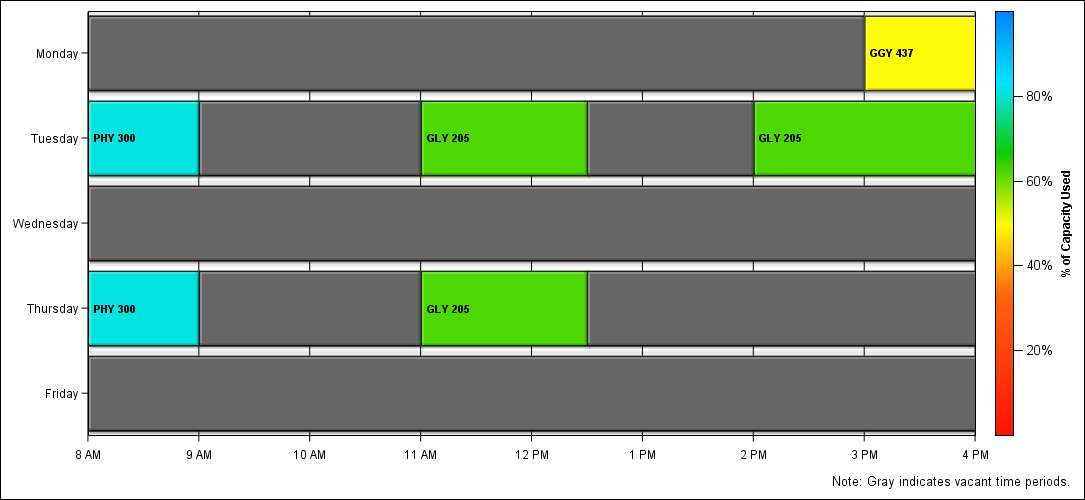 Monday
GGY 437
Tuesday
PHY 300
GLY 205
GLY 205
Wednesday
Thursday
PHY 300
GLY 205
Friday
8 AM 9 AM 10 AM 11 AM 12 PM 1 PM 2 PM 3 PM 4 PM
80%
60%
40%
20%
% of Capacity Used
Note: Gray indicates vacant time periods.